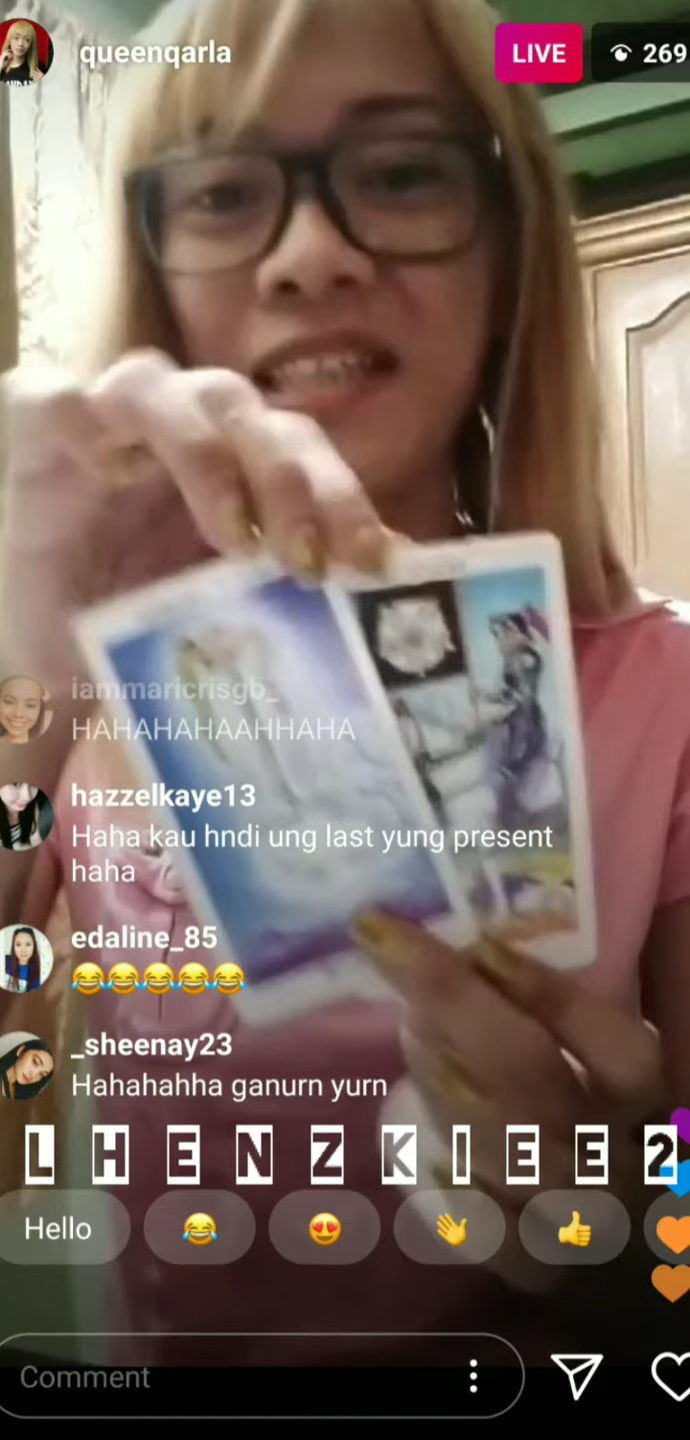 queenqarla
LIVE
269
iammaricrisgb_
HAHAHAHAAHHAHA
hazzelkaye13
Haha kau hndi ung last yung present
haha
edaline_85
😂😂😂😂😂
_sheenay23
Hahahahha ganurn yurn
LHENZKIEE2
Hello
😂
😍
👋
👍
Comment